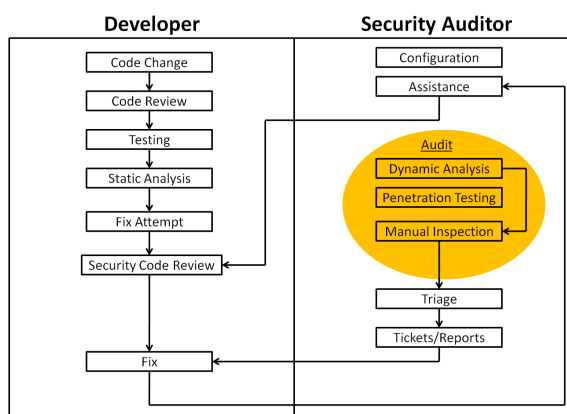 Developer
Security Auditor
Code Change
Code Review
Testing
Static Analysis
Fix Attempt
Security Code Review
Fix
Configuration
Assistance
Audit
Dynamic Analysis
Penetration Testing
Manual Inspection
Triage
Tickets/Reports